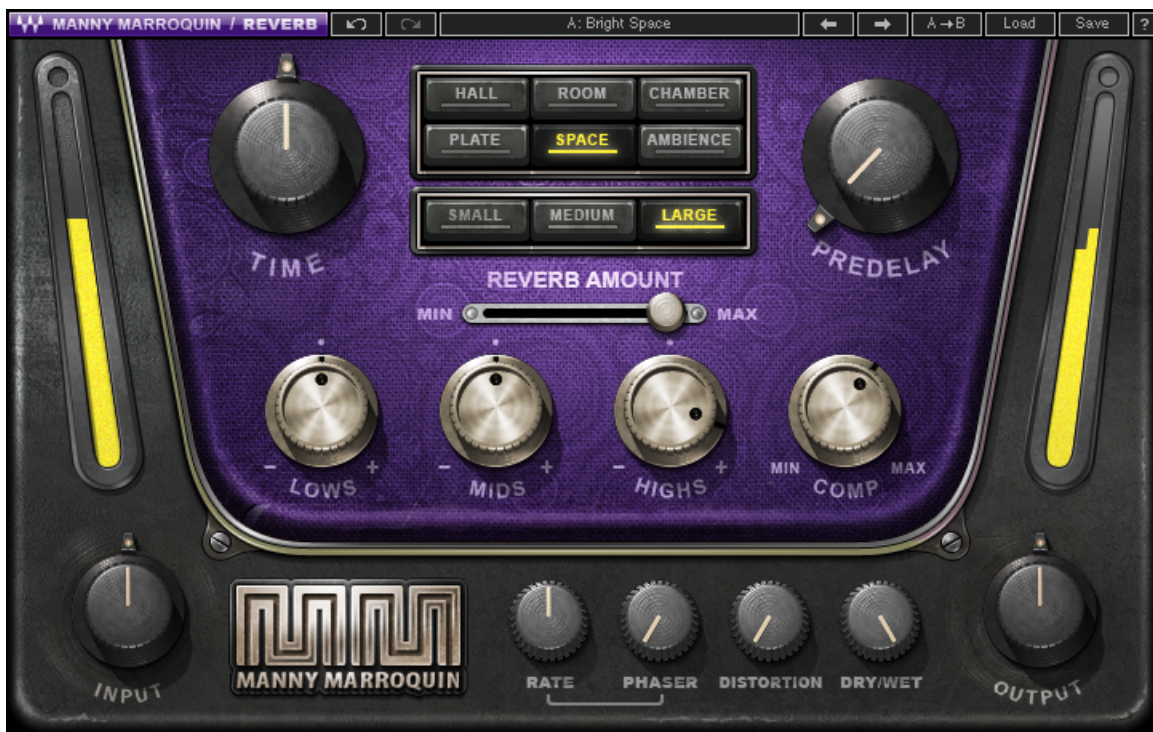 MANNY MARROQUIN / REVERB
A: Bright Space
A→B
Load
Save
?
HALL
ROOM
CHAMBER
PLATE
SPACE
AMBIENCE
SMALL
MEDIUM
LARGE
TIME
PREDELAY
REVERB AMOUNT
MIN
MAX
- +
LOWS
- +
MIDS
- +
HIGHS
MIN MAX
COMP
INPUT
MANNY MARROQUIN
RATE
PHASER
DISTORTION
DRY/WET
OUTPUT